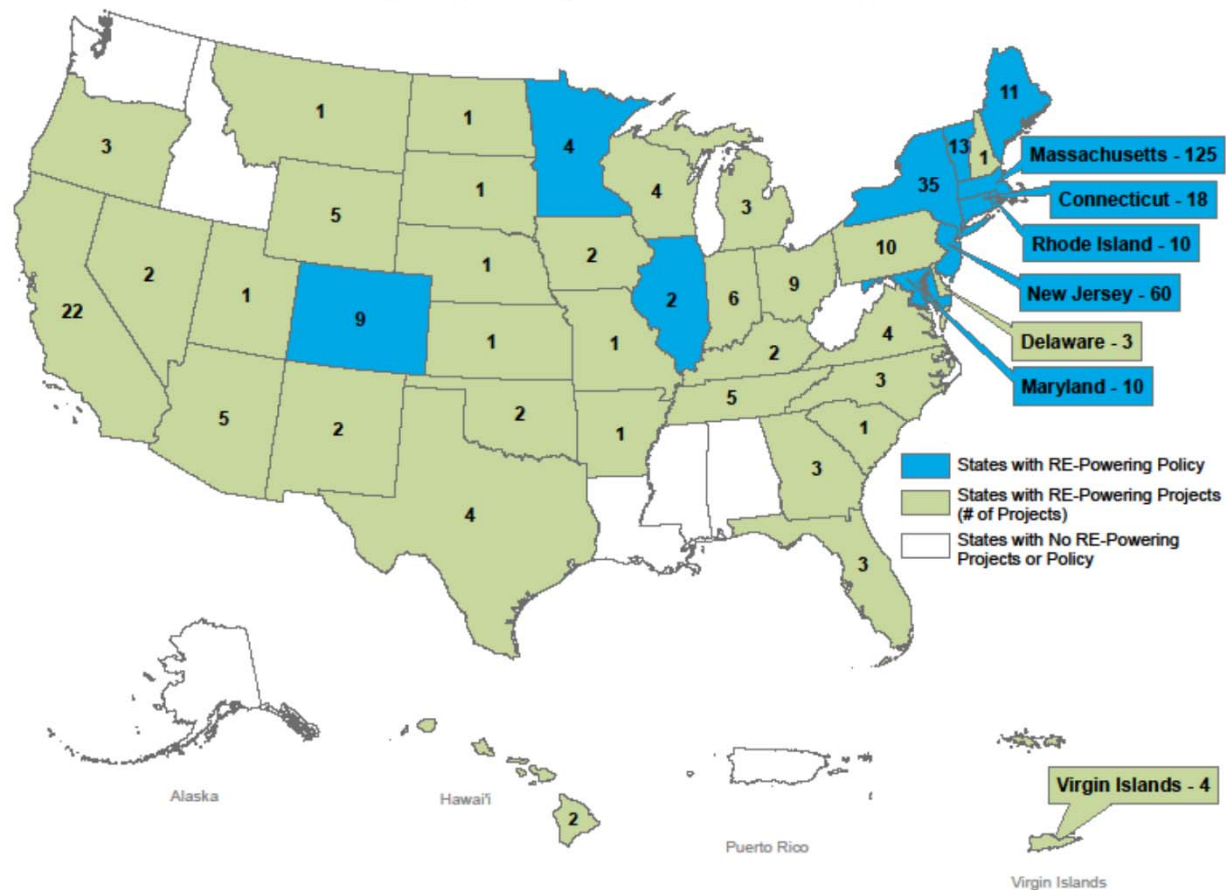 11
1
1
4
13
1
Massachusetts - 125
3
35
Connecticut - 18
1
4
3
5
Rhode Island - 10
10
2
2
1
New Jersey - 60
9
1
6
22
9
2
4
Delaware - 3
1
1
2
3
Maryland - 10
5
5
2
2
1
1
3
States with RE-Powering Policy
States with RE-Powering Projects
(# of Projects)
4
States with No RE-Powering
Projects or Policy
3
Virgin Islands - 4
Alaska
Hawai'i
2
Puerto Rico
Virgin Islands